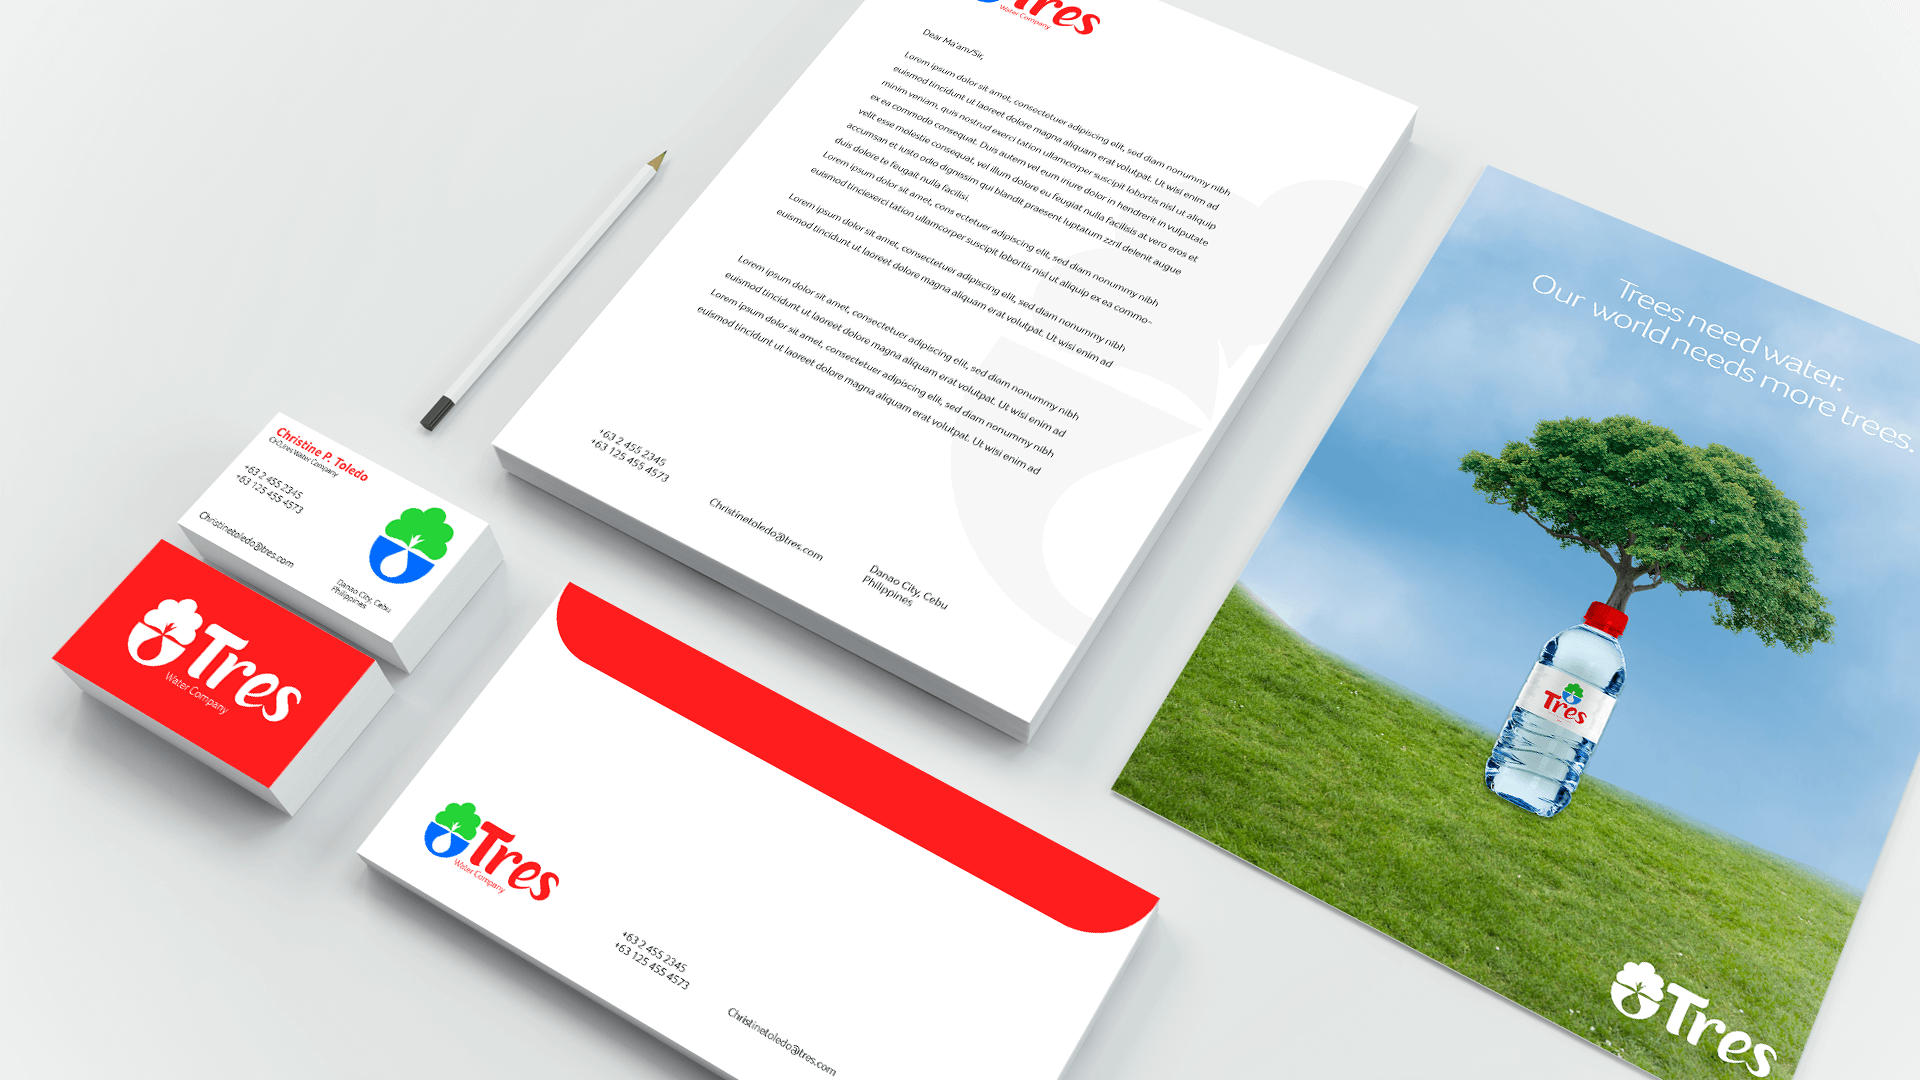 Tres
Water Company
Dear Ma'am/Sir,
Lorem ipsum dolor sit amet, consectetuer adipiscing elit, sed diam nonummy nibh
euismod tincidunt ut laoreet dolore magna aliquam erat volutpat. Ut wisi enim ad
minim veniam, quis nostrud exerci tation ullamcorper suscipit lobortis nisl ut aliquip
ex ea commodo consequat. Duis autem vel eum iriure dolor in hendrerit in vulputate
velit esse molestie consequat, vel illum dolore eu feugiat nulla facilisis at vero eros et
accumsan et iusto odio dignissim qui blandit praesent luptatum zzril delenit augue
duis dolore te feugait nulla facilisi.
Lorem ipsum dolor sit amet, cons ectetuer adipiscing elit, sed diam nonummy nibh
euismod tinciexerci tation ullamcorper suscipit lobortis nisl ut aliquip ex ea commo-
Lorem ipsum dolor sit amet, consectetuer adipiscing elit, sed diam nonummy nibh
euismod tincidunt ut laoreet dolore magna aliquam erat volutpat. Ut wisi enim ad
Lorem ipsum dolor sit amet, consectetuer adipiscing elit, sed diam nonummy nibh
euismod tincidunt ut laoreet dolore magna aliquam erat volutpat. Ut wisi enim ad
Lorem ipsum dolor sit amet, consectetuer adipiscing elit, sed diam nonummy nibh
euismod tincidunt ut laoreet dolore magna aliquam erat volutpat. Ut wisi enim ad
+63 2 455 2345
+63 125 455 4573
Christinetoledo@tres.com
Danao City, Cebu
Philippines
Christine P. Toledo
Water Company
+63 2 455 2345
+63 125 455 4573
Christinetoledo@tres.com
Danao City, Cebu
Philippines
Tres
Water Company
Tres
Water Company
+63 2 455 2345
+63 125 455 4573
Christinetoledo@tres.com
Trees need water.
Our world needs more trees.
Tres
Tres